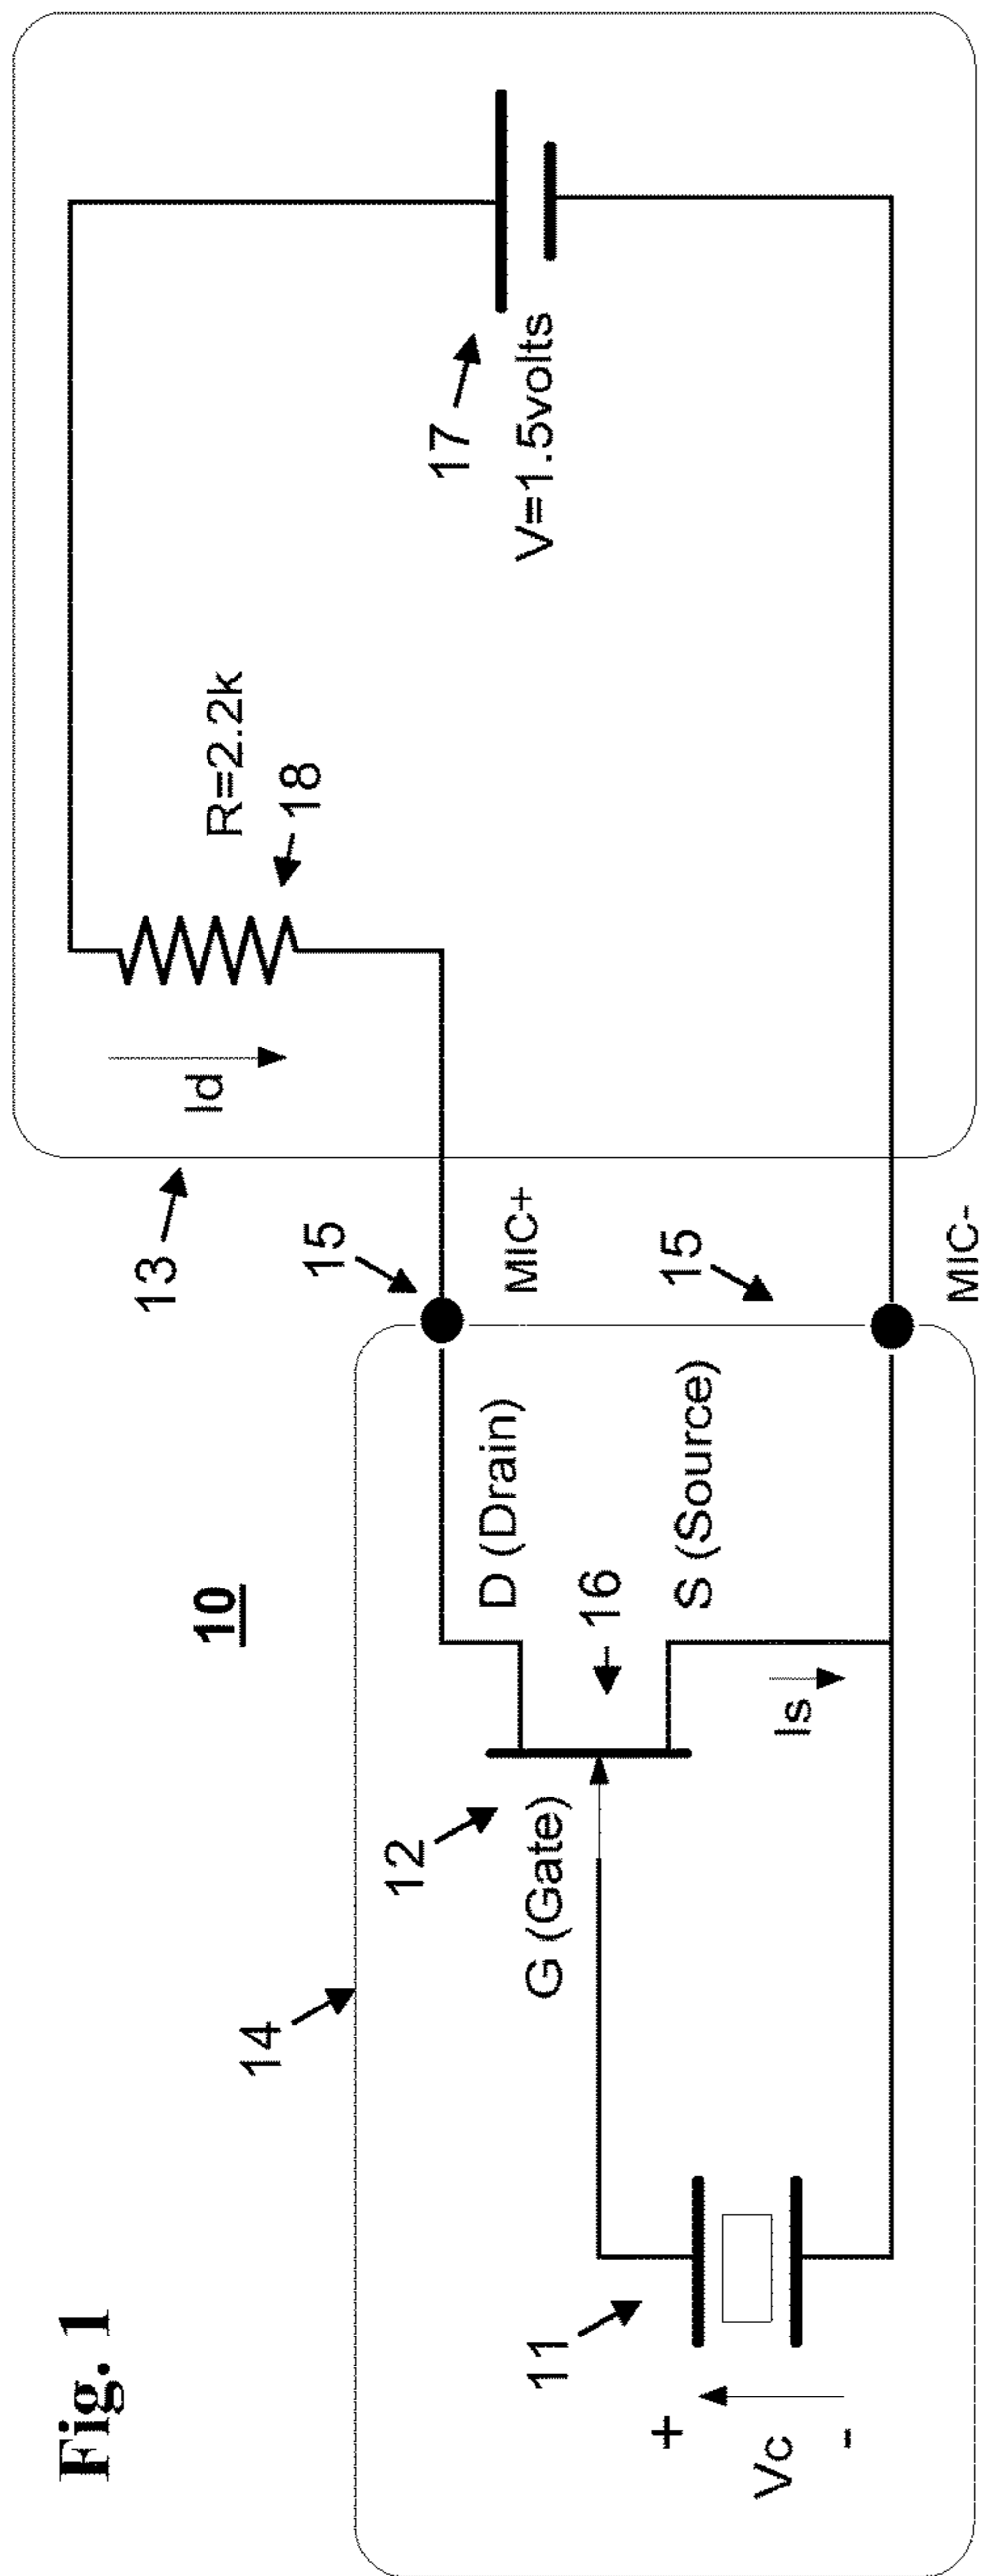 Fig. 1
10
13
14
12
11
15
15
16
17
18
R=2.2k
Id
V=1.5volts
MIC+
MIC-
D (Drain)
S (Source)
G (Gate)
Is
+
Vc
-